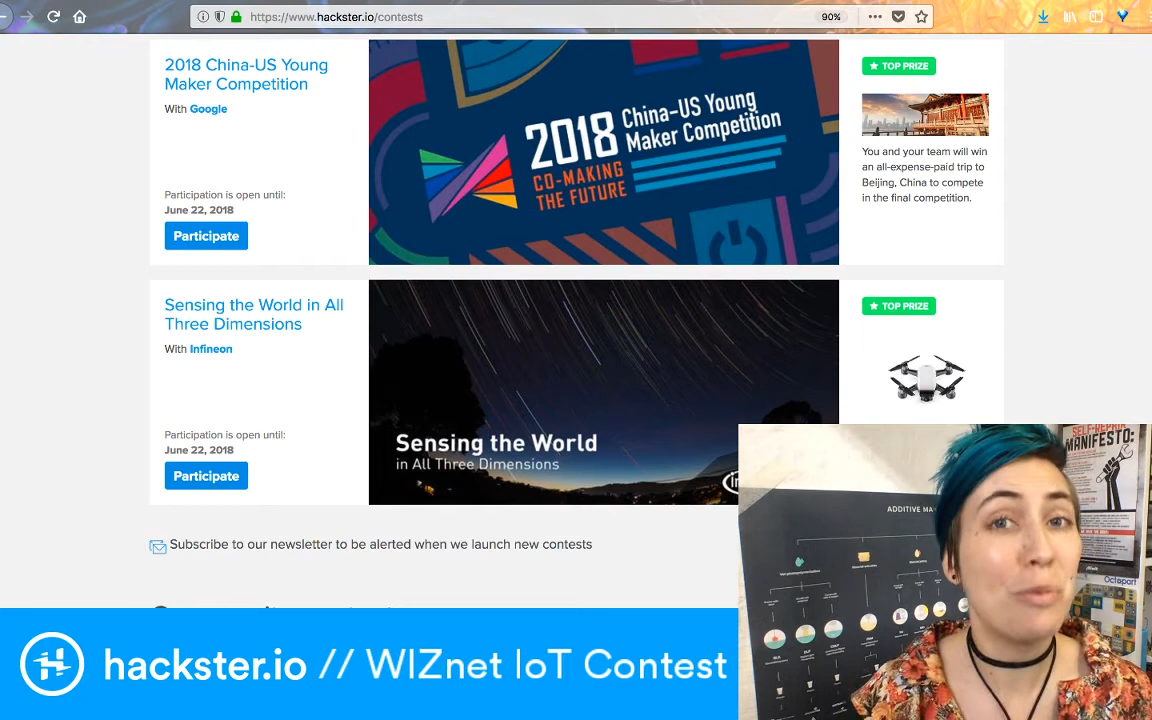 https://www.hackster.io/contests
90%
2018 China-US Young
Maker Competition
With Google
Participation is open until:
June 22, 2018
Participate
2018 China-US Young
Maker Competition
CO-MAKING
THE FUTURE
TOP PRIZE
You and your team will win
an all-expense-paid trip to
Beijing, China to compete
in the final competition.
Sensing the World in All
Three Dimensions
With Infineon
Participation is open until:
June 22, 2018
Participate
Sensing the World
in All Three Dimensions
TOP PRIZE
Subscribe to our newsletter to be alerted when we launch new contests
SELF-REPAIR
MANIFESTO:
ADDITIVE MA
Octopart
hackster.io // WIZnet IoT Contest